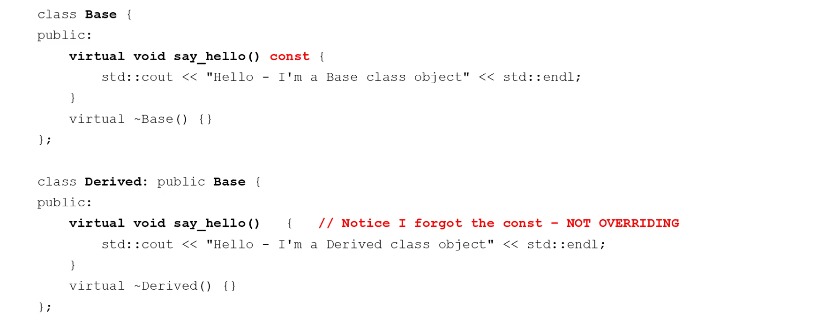 class Base {
public:
    virtual void say_hello() const {
        std::cout << "Hello - I'm a Base class object" << std::endl;
    }
    virtual ~Base() {}
};
class Derived: public Base {
public:
    virtual void say_hello()   {   // Notice I forgot the const – NOT OVERRIDING
        std::cout << "Hello - I'm a Derived class object" << std::endl;
    }
    virtual ~Derived() {}
};